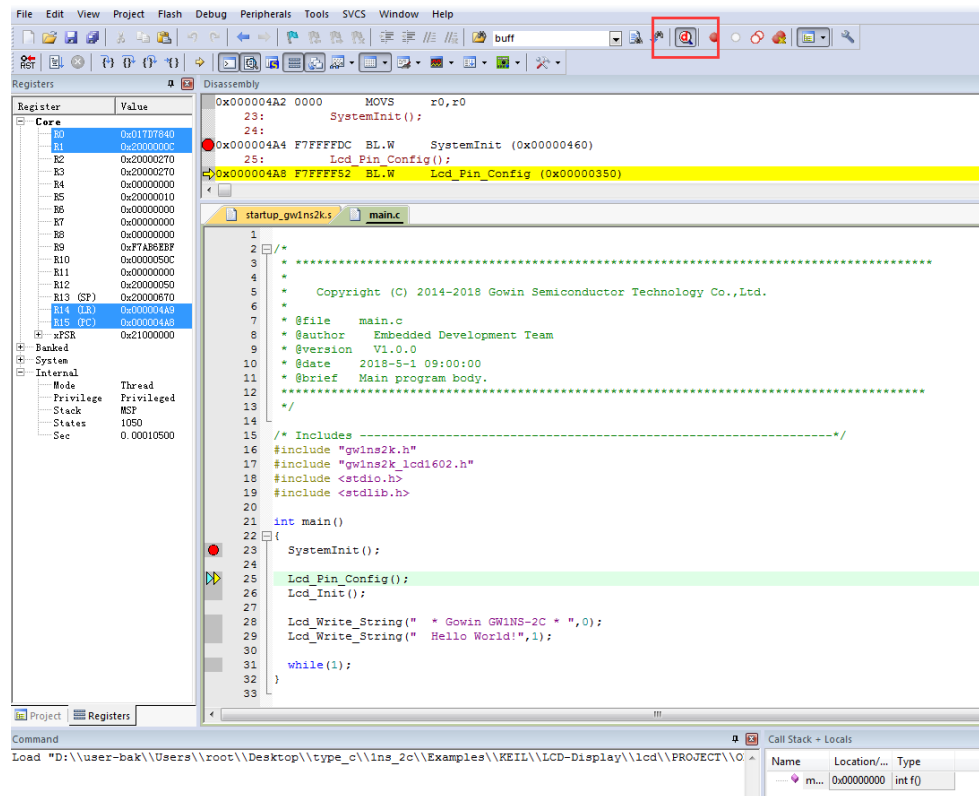 File Edit View Project Flash Debug Peripherals Tools SVCS Window Help
buff
RST
Registers
Disassembly
Register Value
Core
R0 0x017D7840
R1 0x2000000C
R2 0x20000270
R3 0x20000270
R4 0x00000000
R5 0x20000010
R6 0x00000000
R7 0x00000000
R8 0x00000000
R9 0xF7AB6EBF
R10 0x0000050C
R11 0x00000000
R12 0x20000050
R13 (SP) 0x20000670
R14 (LR) 0x000004A9
R15 (PC) 0x000004A8
xPSR 0x21000000
Banked
System
Internal
Mode Thread
Privilege Privileged
Stack MSP
States 1050
Sec 0.00010500
Project Registers
0x000004A2 0000 MOVS r0,r0
23: SystemInit();
24:
0x000004A4 F7FFFFDC BL.W SystemInit (0x00000460)
25: Lcd_Pin_Config();
0x000004A8 F7FFFF52 BL.W Lcd_Pin_Config (0x00000350)
startup_gw1ns2k.s main.c
1
2 /*
3 * ****************************************************************************************
4 *
5 * Copyright (C) 2014-2018 Gowin Semiconductor Technology Co.,Ltd.
6 *
7 * @file main.c
8 * @author Embedded Development Team
9 * @version V1.0.0
10 * @date 2018-5-1 09:00:00
11 * @brief Main program body.
12 ******************************************************************************************
13 */
14
15 /* Includes ------------------------------------------------------------------*/
16 #include "gw1ns2k.h"
17 #include "gw1ns2k_lcd1602.h"
18 #include <stdio.h>
19 #include <stdlib.h>
20
21 int main()
22 {
23 SystemInit();
24
25 Lcd_Pin_Config();
26 Lcd_Init();
27
28 Lcd_Write_String("  * Gowin GW1NS-2C * ",0);
29 Lcd_Write_String("  Hello World!",1);
30
31 while(1);
32 }
33
Command
Load "D:\\user-bak\\Users\\root\\Desktop\\type_c\\1ns_2c\\Examples\\KEIL\\LCD-Display\\lcd\\PROJECT\\O
Call Stack + Locals
Name Location/... Type
m... 0x00000000 int f()